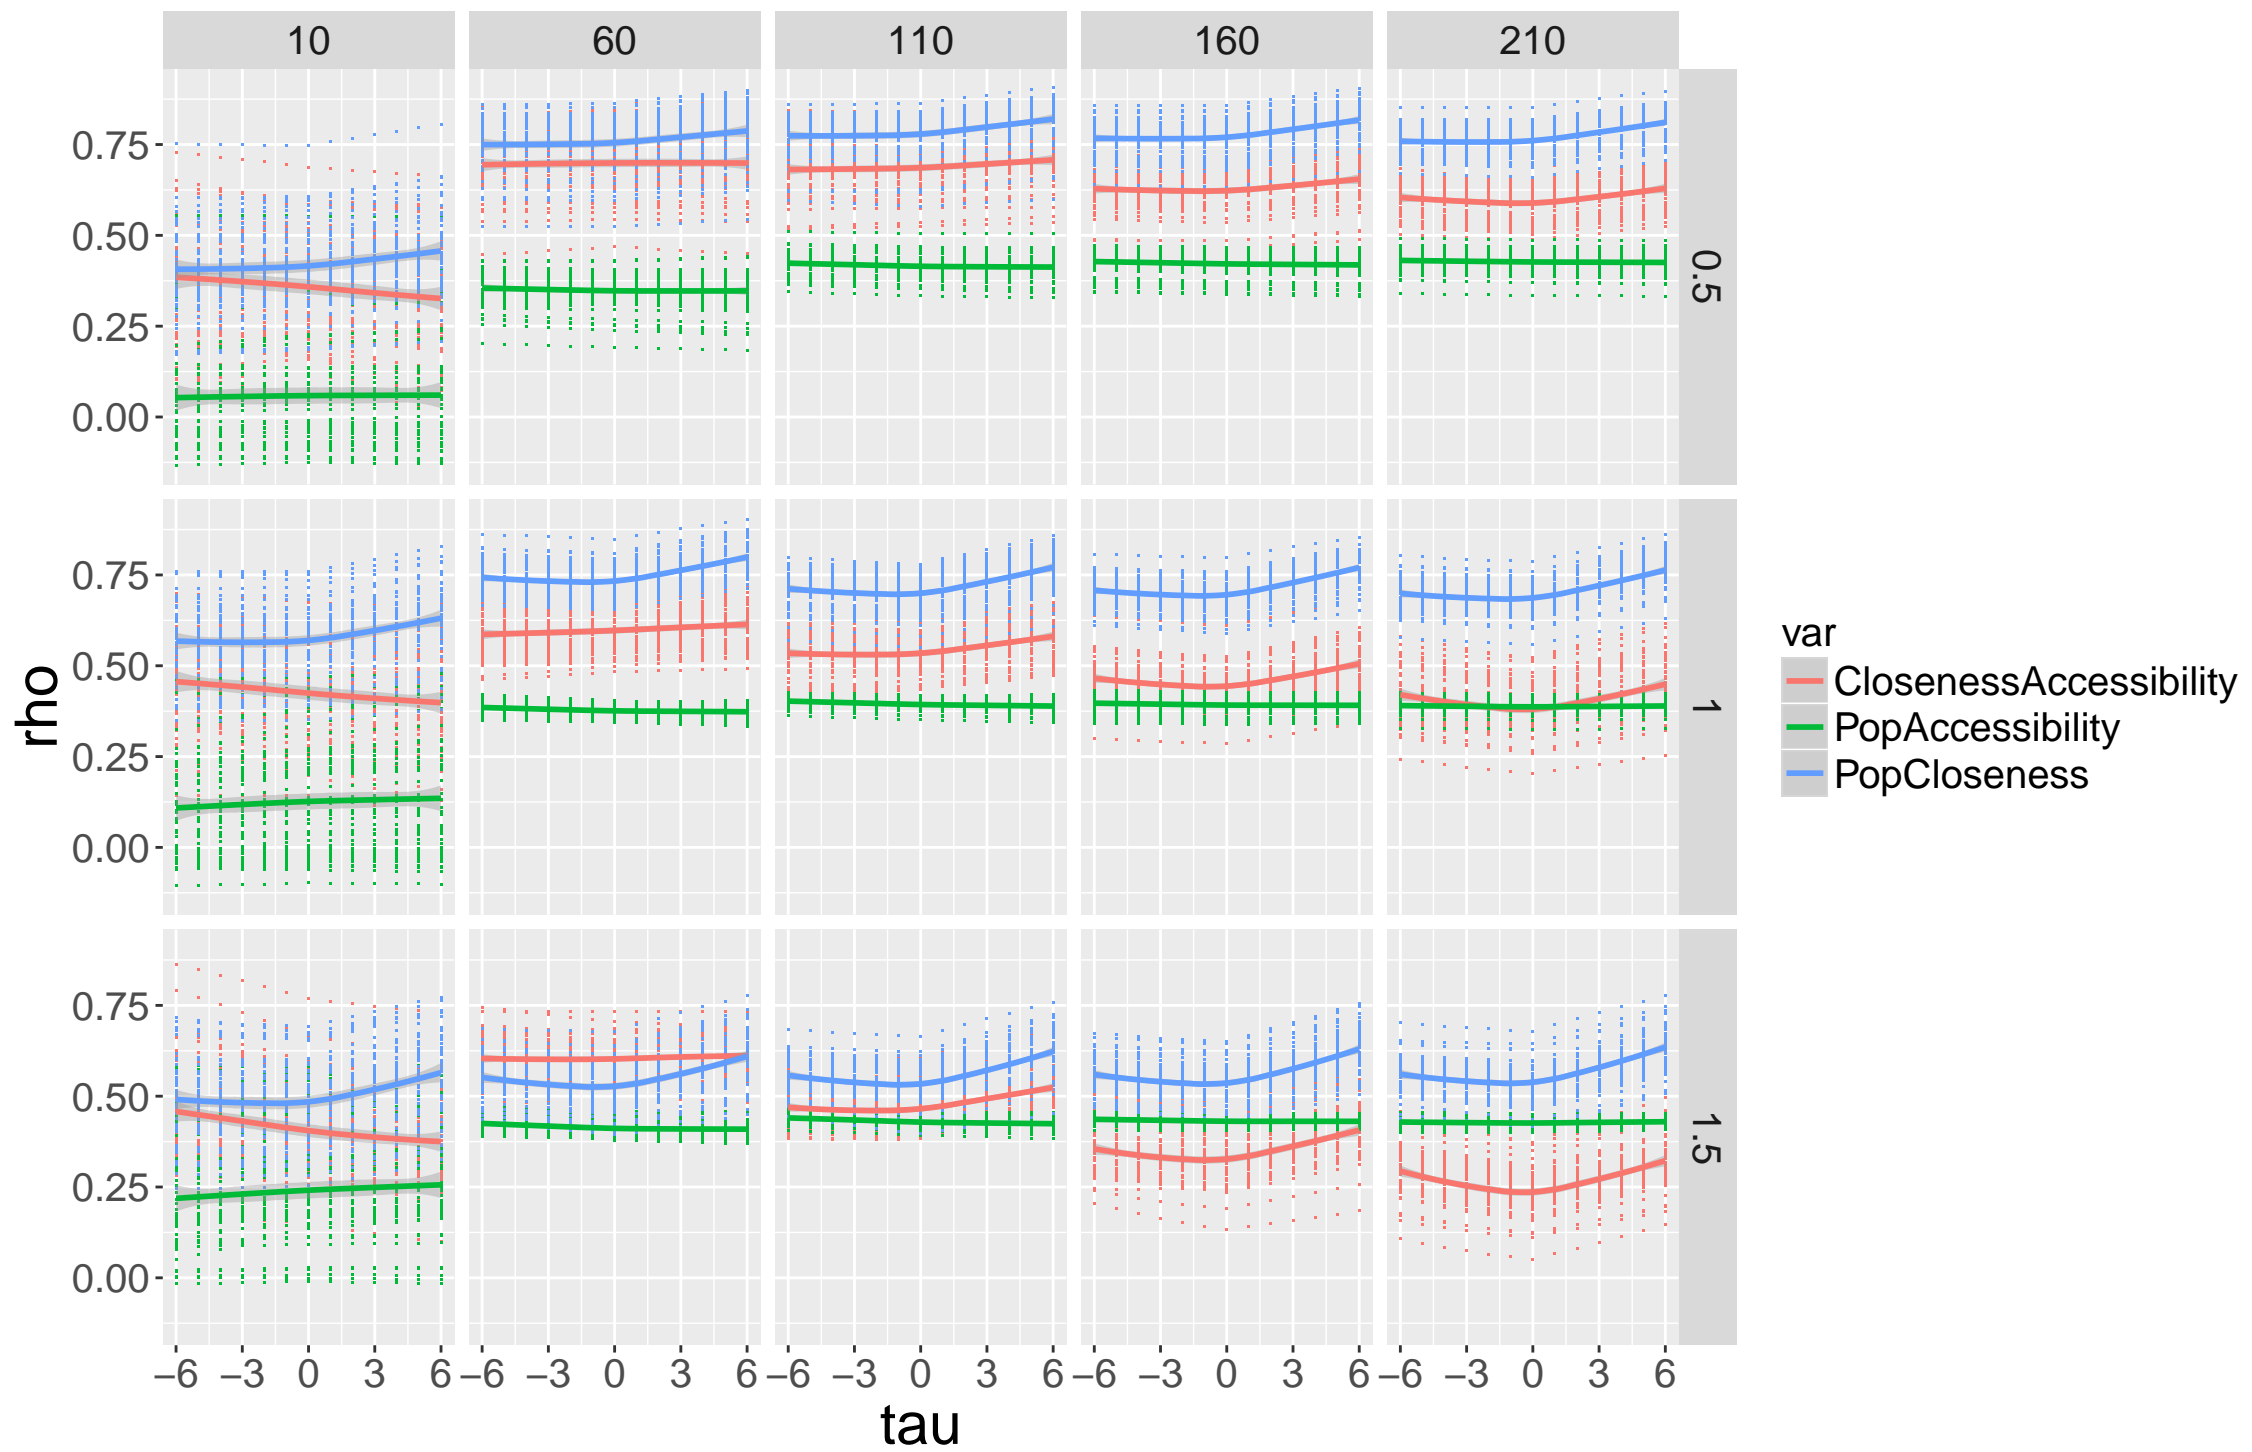 10 60 110 160 210
0.75
0.50
0.25
0.00
0.5
0.75
0.50
0.25
0.00
1
0.75
0.50
0.25
0.00
1.5
−6 −3 0 3 6 −6 −3 0 3 6 −6 −3 0 3 6 −6 −3 0 3 6 −6 −3 0 3 6
tau
rho
var
ClosenessAccessibility
PopAccessibility
PopCloseness